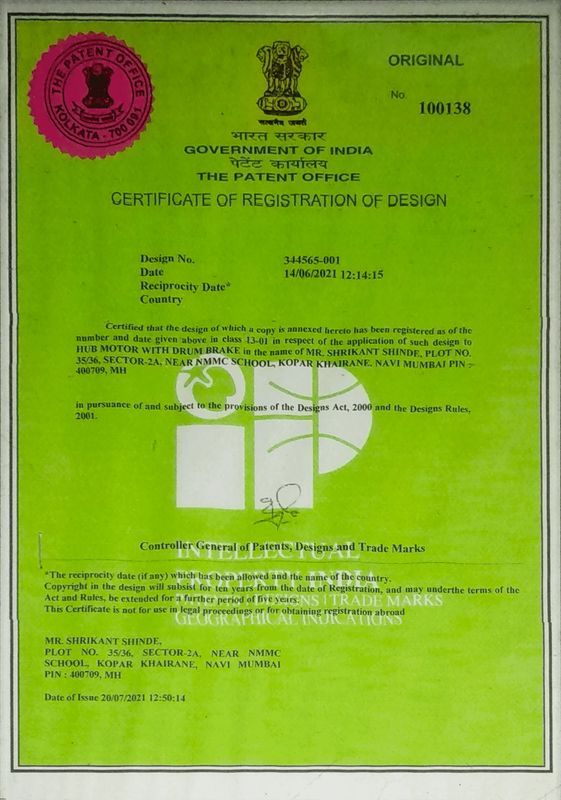 THE PATENT OFFICE
KOLKATA - 700 091
ORIGINAL
No. 100138
सत्यमेव जयते
भारत सरकार
GOVERNMENT OF INDIA
पेटेंट कार्यालय
THE PATENT OFFICE
CERTIFICATE OF REGISTRATION OF DESIGN
Design No. 344565-001
Date 14/06/2021 12:14:15
Reciprocity Date*
Country
Certified that the design of which a copy is annexed hereto has been registered as of the
number and date given above in class 13-01 in respect of the application of such design to
HUB MOTOR WITH DRUM BRAKE in the name of MR. SHRIKANT SHINDE, PLOT NO.
35/36, SECTOR-2A, NEAR NMMC SCHOOL, KOPAR KHAIRANE, NAVI MUMBAI PIN -
400709, MH
in pursuance of and subject to the provisions of the Designs Act, 2000 and the Designs Rules,
2001.
Controller General of Patents, Designs and Trade Marks
INTELLECTUAL
PROPERTY INDIA
PATENTS | DESIGNS | TRADE MARKS
GEOGRAPHICAL INDICATIONS
*The reciprocity date (if any) which has been allowed and the name of the country.
Copyright in the design will subsist for ten years from the date of Registration, and may underthe terms of the
Act and Rules, be extended for a further period of five years.
This Certificate is not for use in legal proceedings or for obtaining registration abroad
MR. SHRIKANT SHINDE,
PLOT NO. 35/36, SECTOR-2A, NEAR NMMC
SCHOOL, KOPAR KHAIRANE, NAVI MUMBAI
PIN : 400709, MH
Date of Issue 20/07/2021 12:50:14